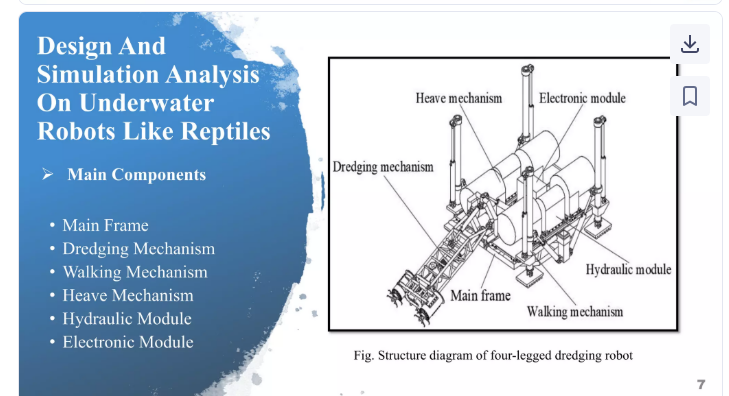 Design And
Simulation Analysis
On Underwater
Robots Like Reptiles
➢ Main Components
• Main Frame
• Dredging Mechanism
• Walking Mechanism
• Heave Mechanism
• Hydraulic Module
• Electronic Module
Heave mechanism
Electronic module
Dredging mechanism
Hydraulic module
Main frame
Walking mechanism
Fig. Structure diagram of four-legged dredging robot
7